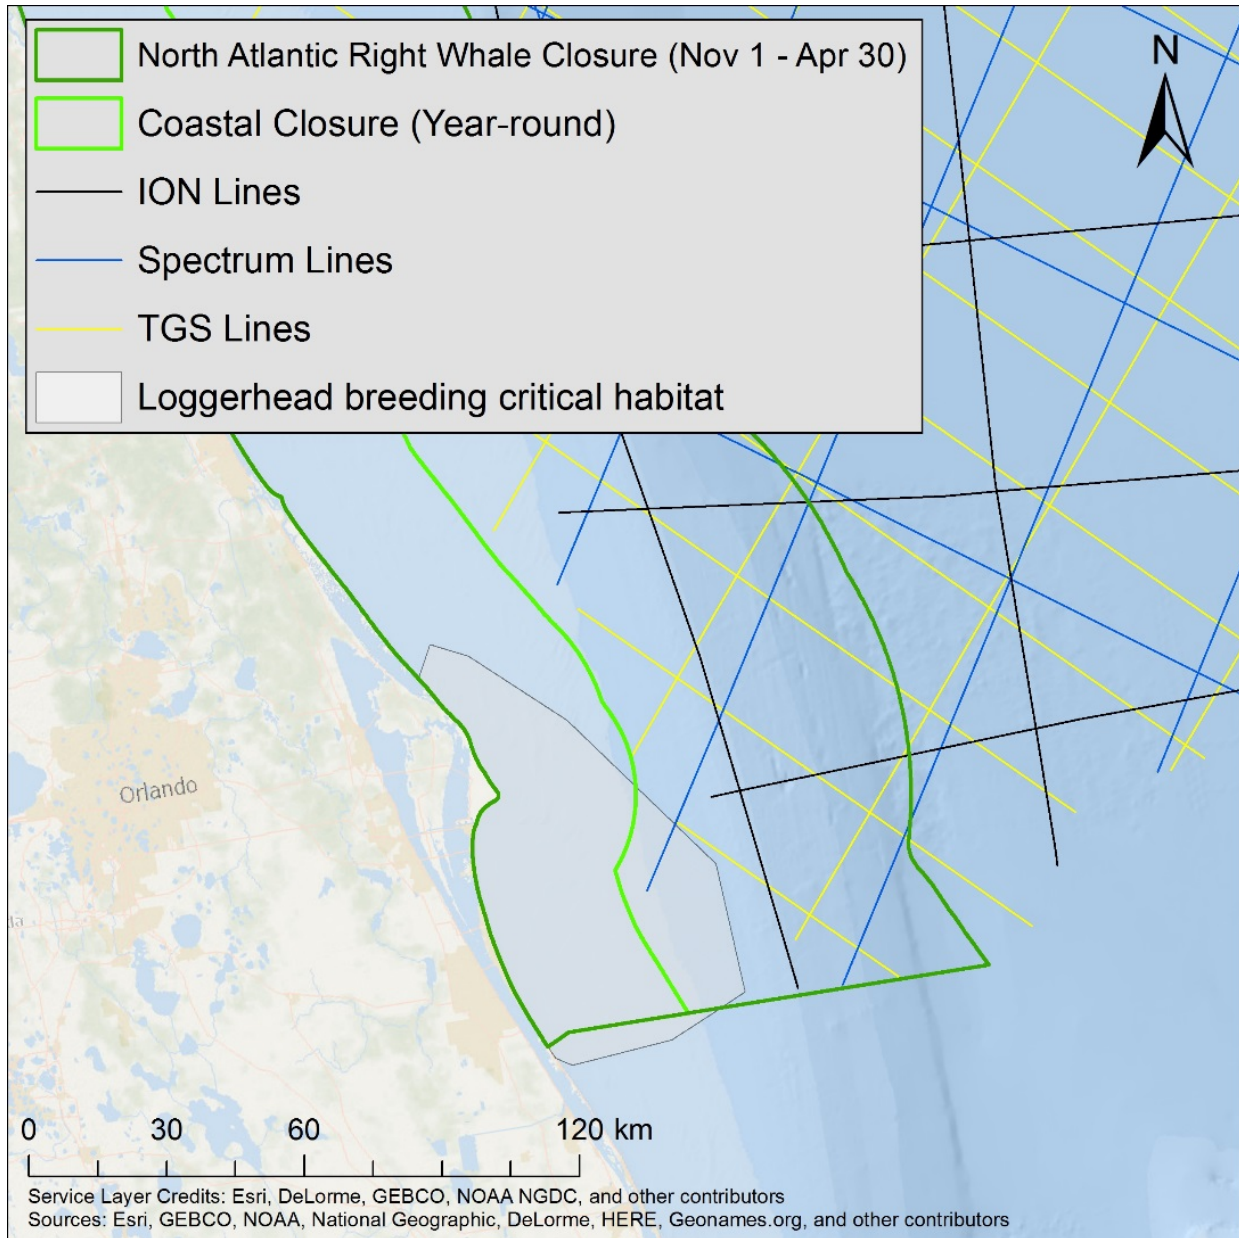 North Atlantic Right Whale Closure (Nov 1 - Apr 30)
Coastal Closure (Year-round)
ION Lines
Spectrum Lines
TGS Lines
Loggerhead breeding critical habitat
N
Orlando
da
0 30 60 120 km
Service Layer Credits: Esri, DeLorme, GEBCO, NOAA NGDC, and other contributors
Sources: Esri, GEBCO, NOAA, National Geographic, DeLorme, HERE, Geonames.org, and other contributors